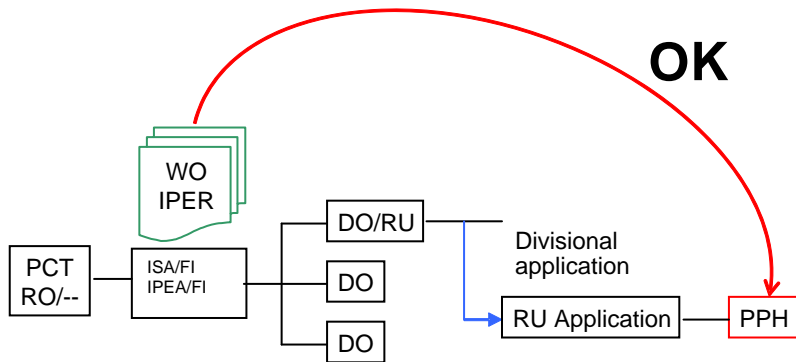 OK
WO
IPER
PCT
RO/--
ISA/FI
IPEA/FI
DO/RU
DO
DO
Divisional
application
RU Application
PPH